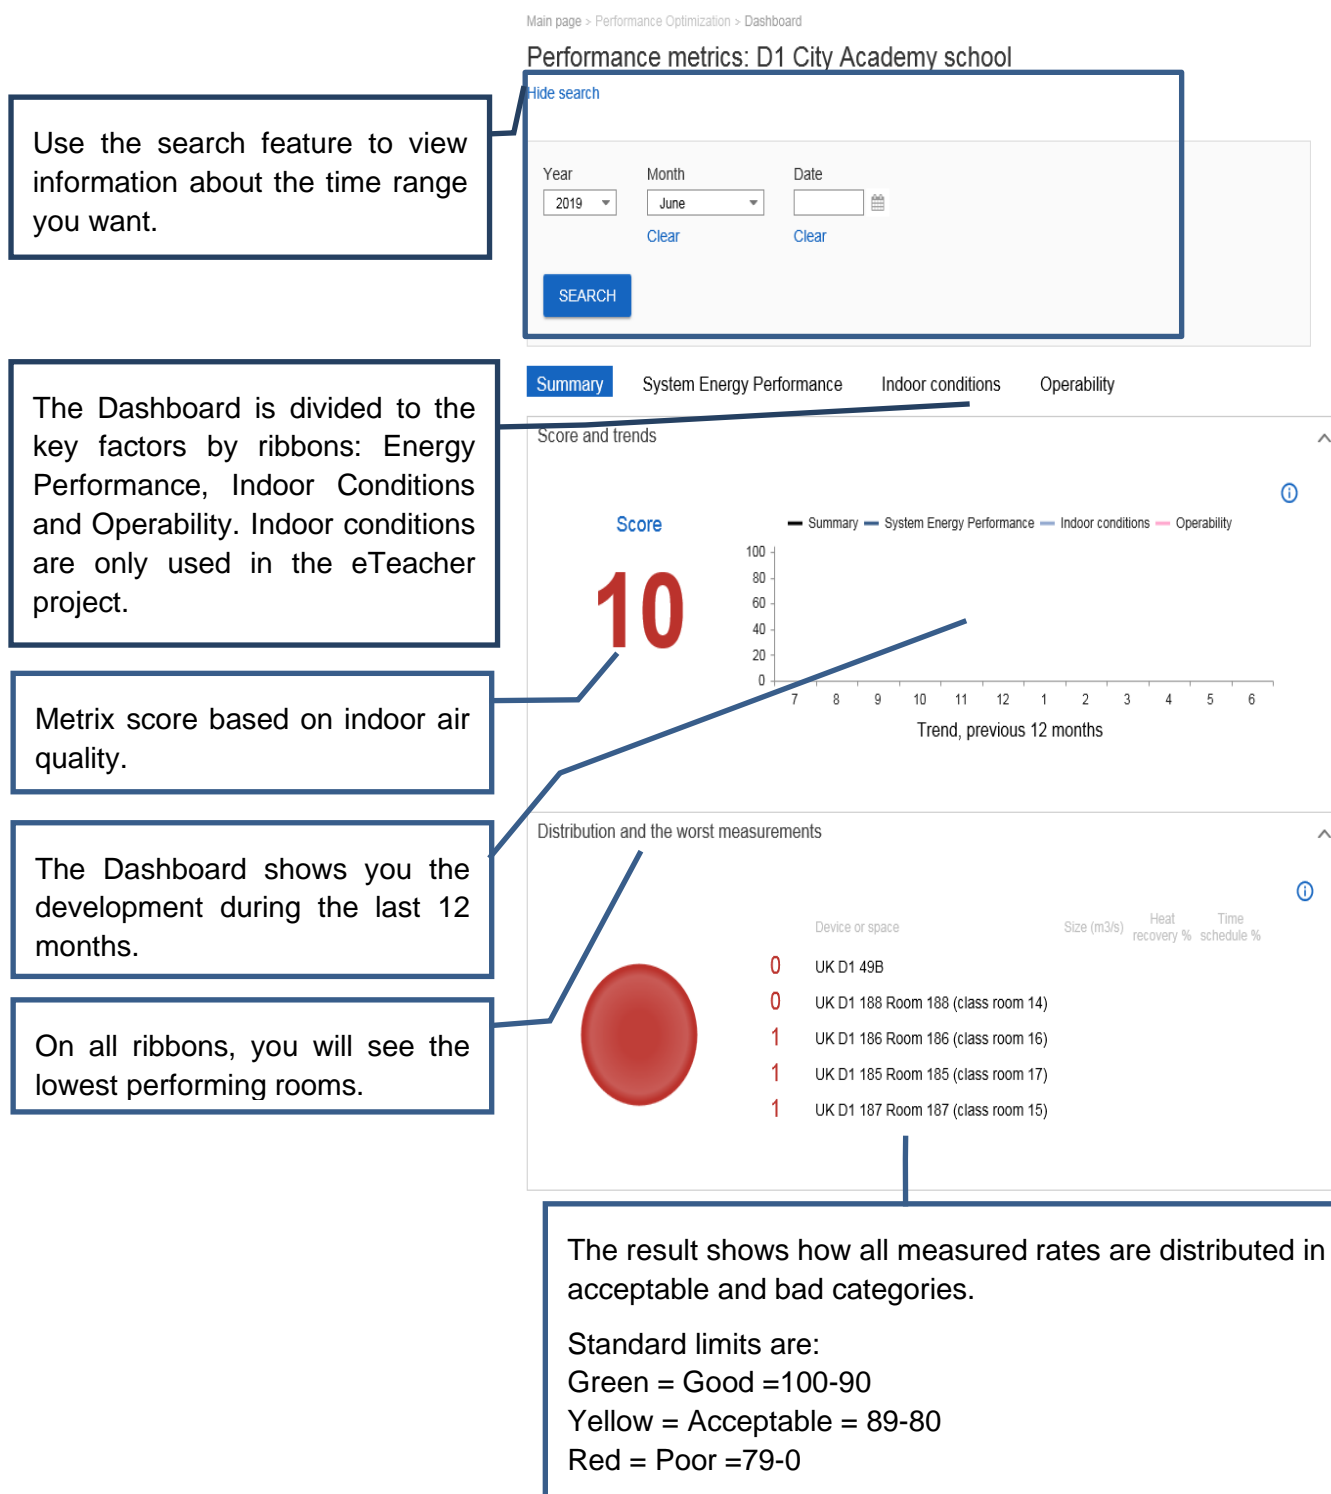 Main page > Performance Optimization > Dashboard
Performance metrics: D1 City Academy school
Hide search
Use the search feature to view
information about the time range
you want.
Year Month Date
2019 June
Clear Clear
SEARCH
Summary System Energy Performance Indoor conditions Operability
The Dashboard is divided to the
key factors by ribbons: Energy
Performance, Indoor Conditions
and Operability. Indoor conditions
are only used in the eTeacher
project.
Score and trends
Score
10
Summary System Energy Performance Indoor conditions Operability
100
80
60
40
20
0
7 8 9 10 11 12 1 2 3 4 5 6
Trend, previous 12 months
Metrix score based on indoor air
quality.
The Dashboard shows you the
development during the last 12
months.
Distribution and the worst measurements
Device or space Size (m3/s) Heat recovery % Time schedule %
0 UK D1 49B
0 UK D1 188 Room 188 (class room 14)
1 UK D1 186 Room 186 (class room 16)
1 UK D1 185 Room 185 (class room 17)
1 UK D1 187 Room 187 (class room 15)
On all ribbons, you will see the
lowest performing rooms.
The result shows how all measured rates are distributed in
acceptable and bad categories.
Standard limits are:
Green = Good =100-90
Yellow = Acceptable = 89-80
Red = Poor =79-0